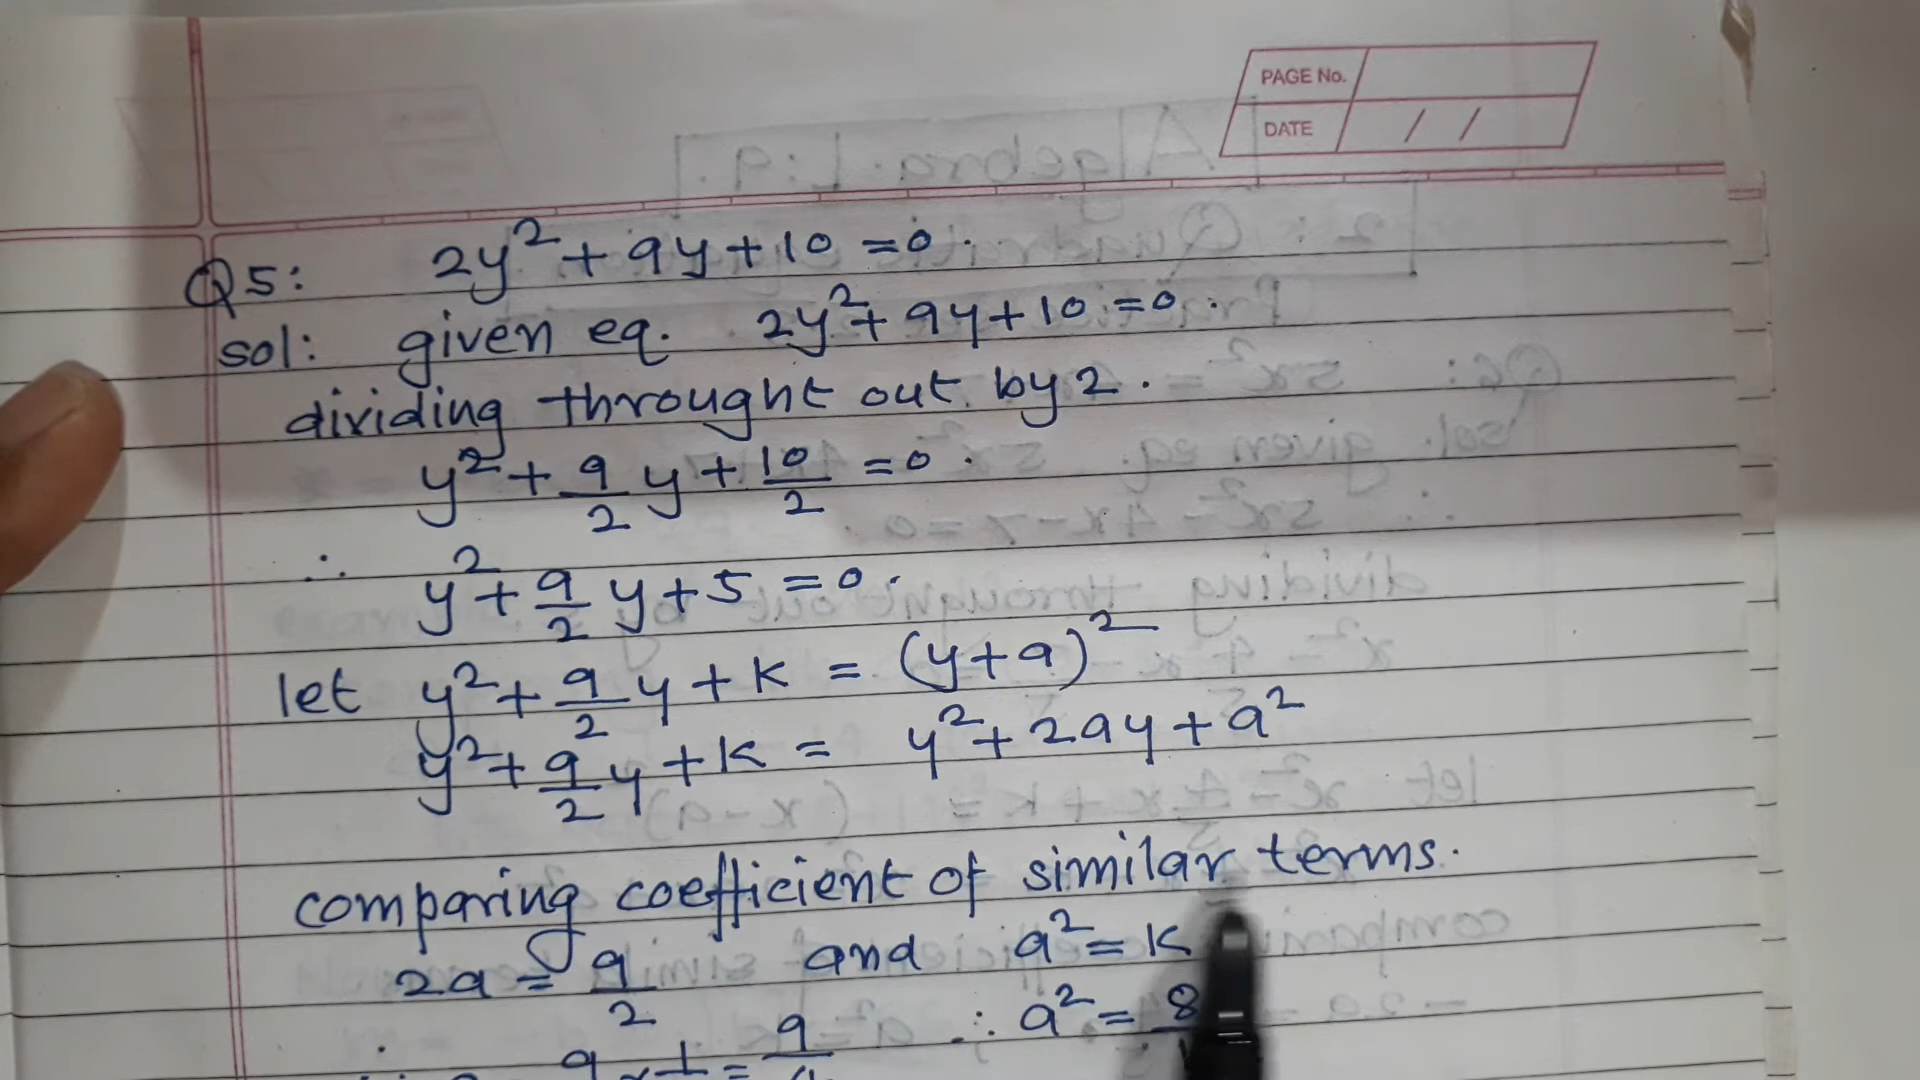 PAGE No.
DATE / /
Q5: 2y² + 9y + 10 = 0.
sol: given eq. 2y² + 9y + 10 = 0.
dividing throught out by 2.
y² + 9/2 y + 10/2 = 0.
∴ y² + 9/2 y + 5 = 0.
let y² + 9/2 y + k = (y + a)²
y² + 9/2 y + k = y² + 2ay + a²
comparing coefficient of similar terms.
2a = 9/2 and a² = k
∴ a² = 8